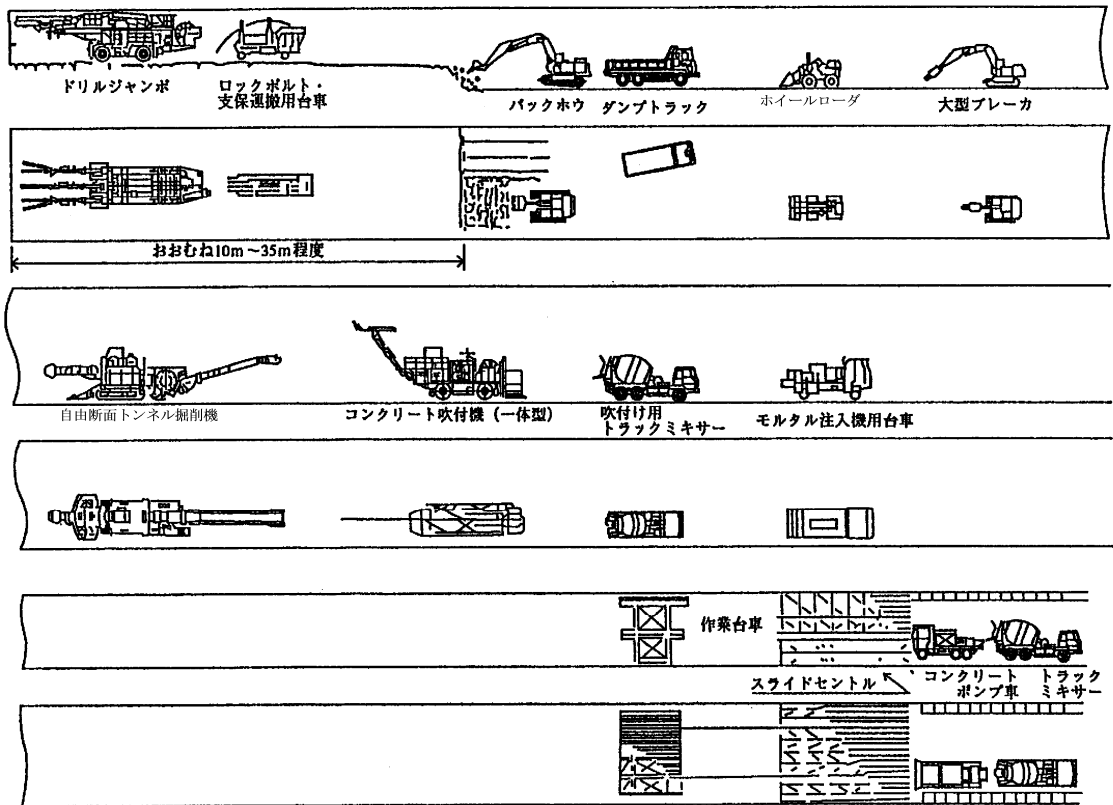 ドリルジャンボ
ロックボルト・
支保運搬用台車
バックホウ
ダンプトラック
ホイールローダ
大型ブレーカ
おおむね10m~35m程度
自由断面トンネル掘削機
コンクリート吹付機(一体型)
吹付け用
トラックミキサー
モルタル注入機用台車
作業台車
スライドセントル
コンクリート
ポンプ車
トラック
ミキサー